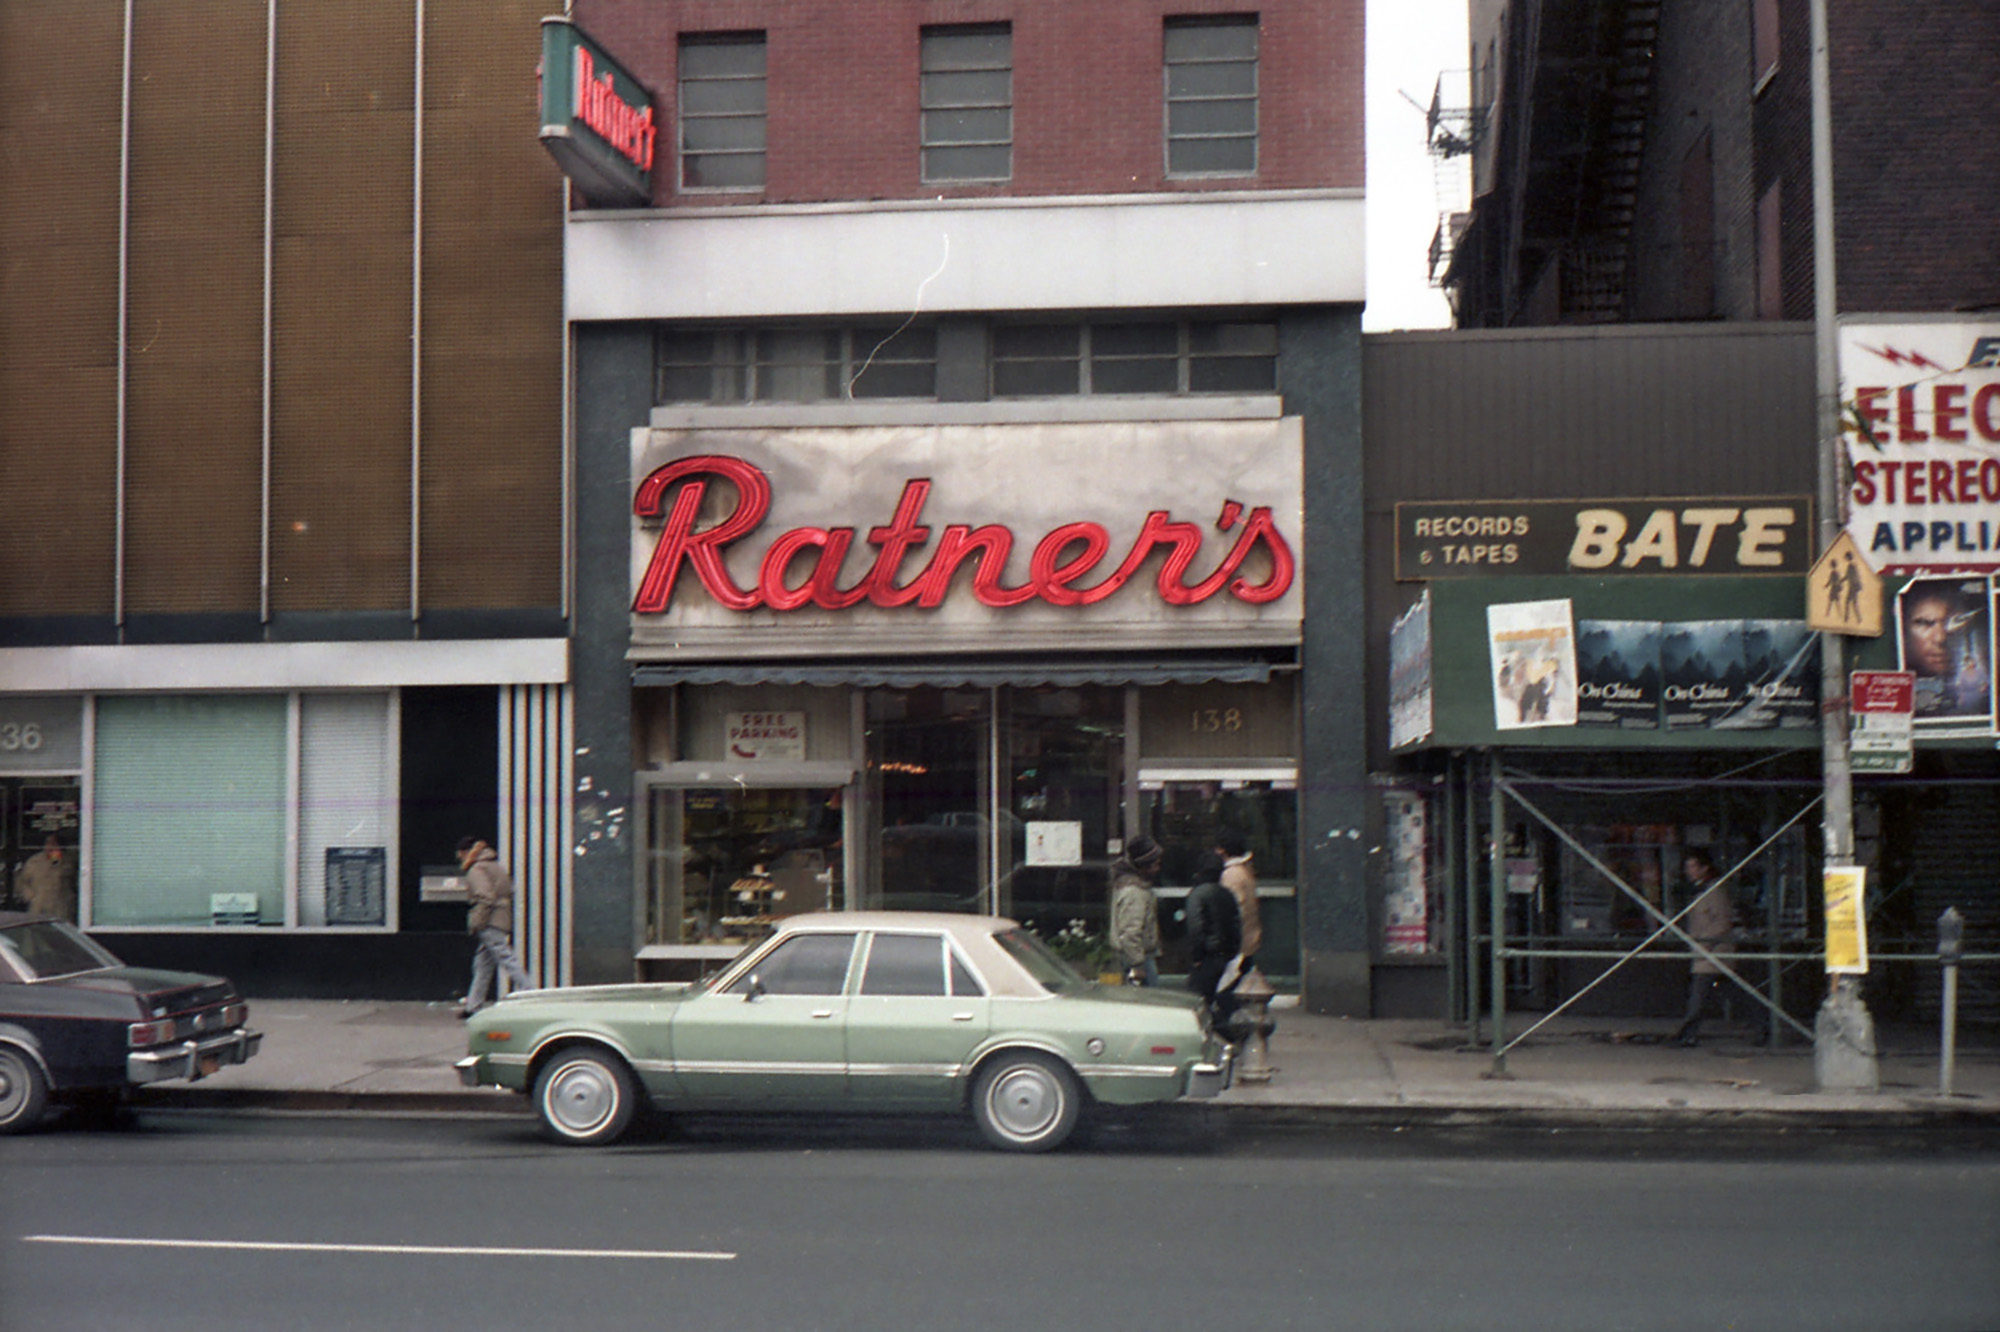 Ratner's
Ratner's
RECORDS
& TAPES
BATE
ELEC
STEREO
APPLIA
On China
On China
On China
FREE
PARKING
138
36